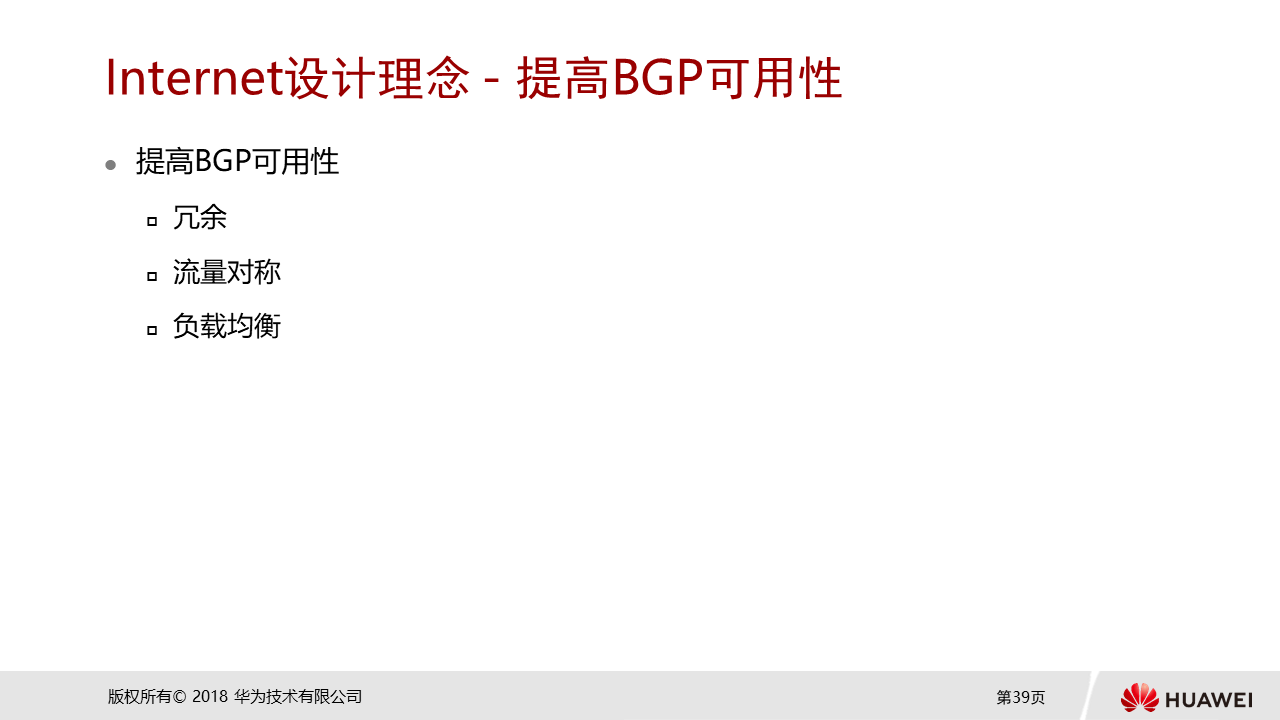 Internet设计理念 - 提高BGP可用性
提高BGP可用性
冗余
流量对称
负载均衡
版权所有© 2018 华为技术有限公司
第39页
HUAWEI